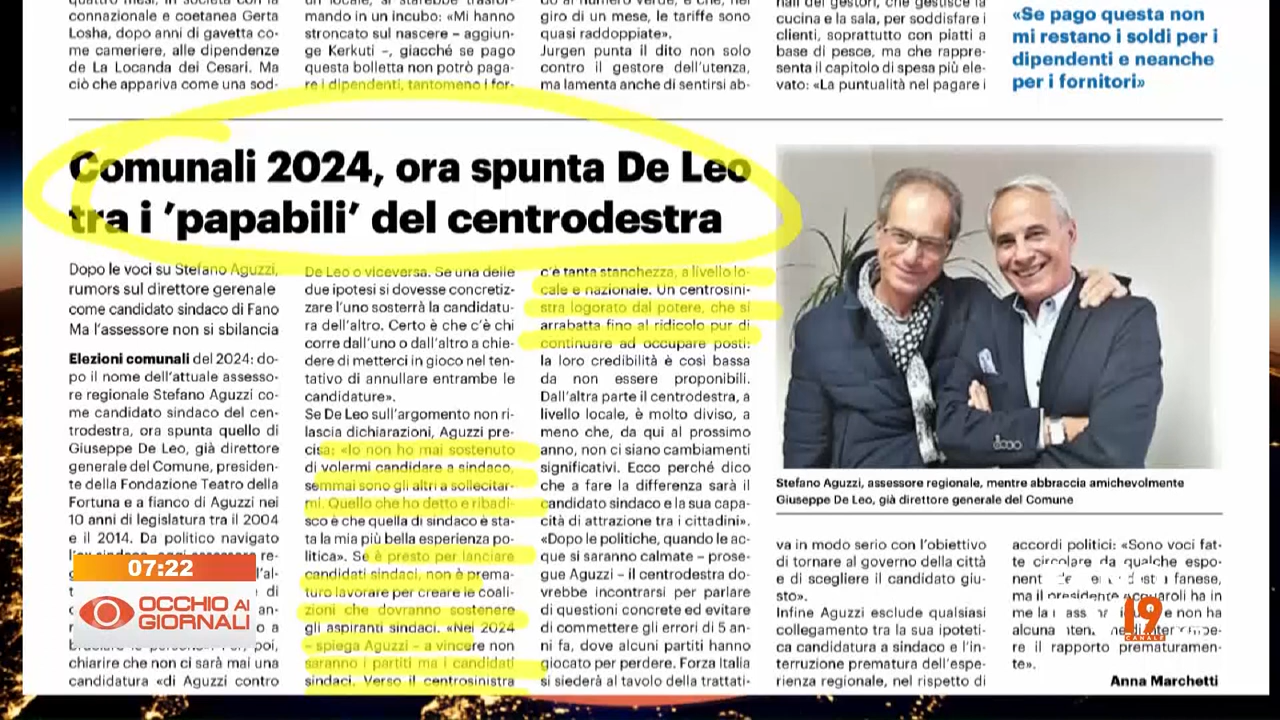 quattro mesi, in società con la
connazionale e coetanea Gerta
Losha, dopo anni di gavetta co-
me cameriere, alle dipendenze
de La Locanda dei Cesari. Ma
ciò che appariva come una sod-
mando in un incubo: «Mi hanno
stroncato sul nascere – aggiun-
ge Kerkuti –, giacché se pago
questa bolletta non potrò paga-
re i dipendenti, tantomeno i for-
giro di un mese, le tariffe sono
quasi raddoppiate».
Jurgen punta il dito non solo
contro il gestore dell'utenza,
ma lamenta anche di sentirsi ab-
nali dei gestori, che gestisce la
cucina e la sala, per soddisfare i
clienti, soprattutto con piatti a
base di pesce, ma che rappre-
senta il capitolo di spesa più ele-
vato: «La puntualità nel pagare i
«Se pago questa non
mi restano i soldi per i
dipendenti e neanche
per i fornitori»
Comunali 2024, ora spunta De Leo
tra i 'papabili' del centrodestra
Dopo le voci su Stefano Aguzzi,
rumors sul direttore gerenale
come candidato sindaco di Fano
Ma l'assessore non si sbilancia
Elezioni comunali del 2024: do-
po il nome dell'attuale assesso-
re regionale Stefano Aguzzi co-
me candidato sindaco del cen-
trodestra, ora spunta quello di
Giuseppe De Leo, già direttore
generale del Comune, presiden-
te della Fondazione Teatro della
Fortuna e a fianco di Aguzzi nei
10 anni di legislatura tra il 2004
e il 2014. Da politico navigato
re-
l'al-
an-
o a
poi,
chiarire che non ci sarà mai una
candidatura «di Aguzzi contro
De Leo o viceversa. Se una delle
due ipotesi si dovesse concretiz-
zare l'uno sosterrà la candidatu-
ra dell'altro. Certo è che c'è chi
corre dall'uno o dall'altro a chie-
dere di metterci in gioco nel ten-
tativo di annullare entrambe le
candidature».
Se De Leo sull'argomento non ri-
lascia dichiarazioni, Aguzzi pre-
cisa: «Io non ho mai sostenuto
di volermi candidare a sindaco,
semmai sono gli altri a sollecitar-
mi. Quello che ho detto e ribadi-
sco è che quella di sindaco è sta-
ta la mia più bella esperienza po-
litica». Se è presto per lanciare
candidati sindaci, non è prema-
turo lavorare per creare le coali-
zioni che dovranno sostenere
gli aspiranti sindaci. «Nel 2024
– spiega Aguzzi – a vincere non
saranno i partiti ma i candidati
sindaci. Verso il centrosinistra
c'è tanta stanchezza, a livello lo-
cale e nazionale. Un centrosini-
stra logorato dal potere, che si
arrabatta fino al ridicolo pur di
continuare ad occupare posti:
la loro credibilità è così bassa
da non essere proponibili.
Dall'altra parte il centrodestra, a
livello locale, è molto diviso, a
meno che, da qui al prossimo
anno, non ci siano cambiamenti
significativi. Ecco perché dico
che a fare la differenza sarà il
candidato sindaco e la sua capa-
cità di attrazione tra i cittadini».
«Dopo le politiche, quando le ac-
que si saranno calmate – prose-
gue Aguzzi – il centrodestra do-
vrebbe incontrarsi per parlare
di questioni concreto ed evitare
di commettere gli errori di 5 an-
ni fa, dove alcuni partiti hanno
giocato per perdere. Forza Italia
si siederà al tavolo della trattati-
Stefano Aguzzi, assessore regionale, mentre abbraccia amichevolmente
Giuseppe De Leo, già direttore generale del Comune
va in modo serio con l'obiettivo
di tornare al governo della città
e di scegliere il candidato giu-
sto».
Infine Aguzzi esclude qualsiasi
collegamento tra la sua ipoteti-
ca candidatura a sindaco e l'in-
terruzione prematura dell'espe-
rienza regionale, nel rispetto di
accordi politici: «Sono voci fat-
te circolare da qualche espo-
nent fanese,
ma il presidente Acquaroli ha in
me la e non ha
alcuna
re il rapporto prematuramen-
te».
Anna Marchetti
07:22
OCCHIO AI
GIORNALI
19
CANALE